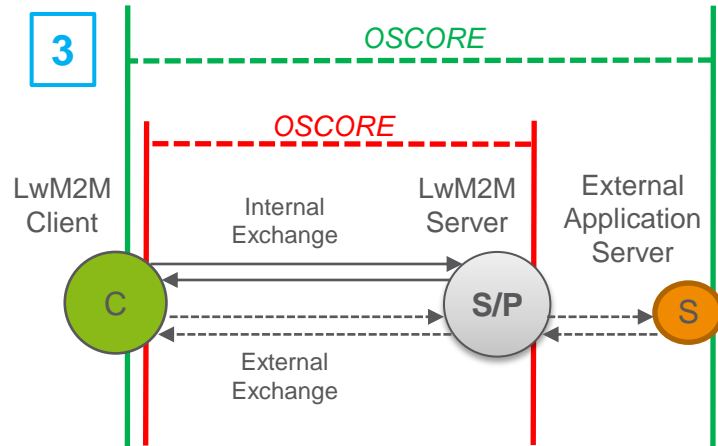 3
OSCORE
OSCORE
LwM2M
Client
Internal
Exchange
LwM2M
Server
External
Application
Server
C
S/P
S
External
Exchange